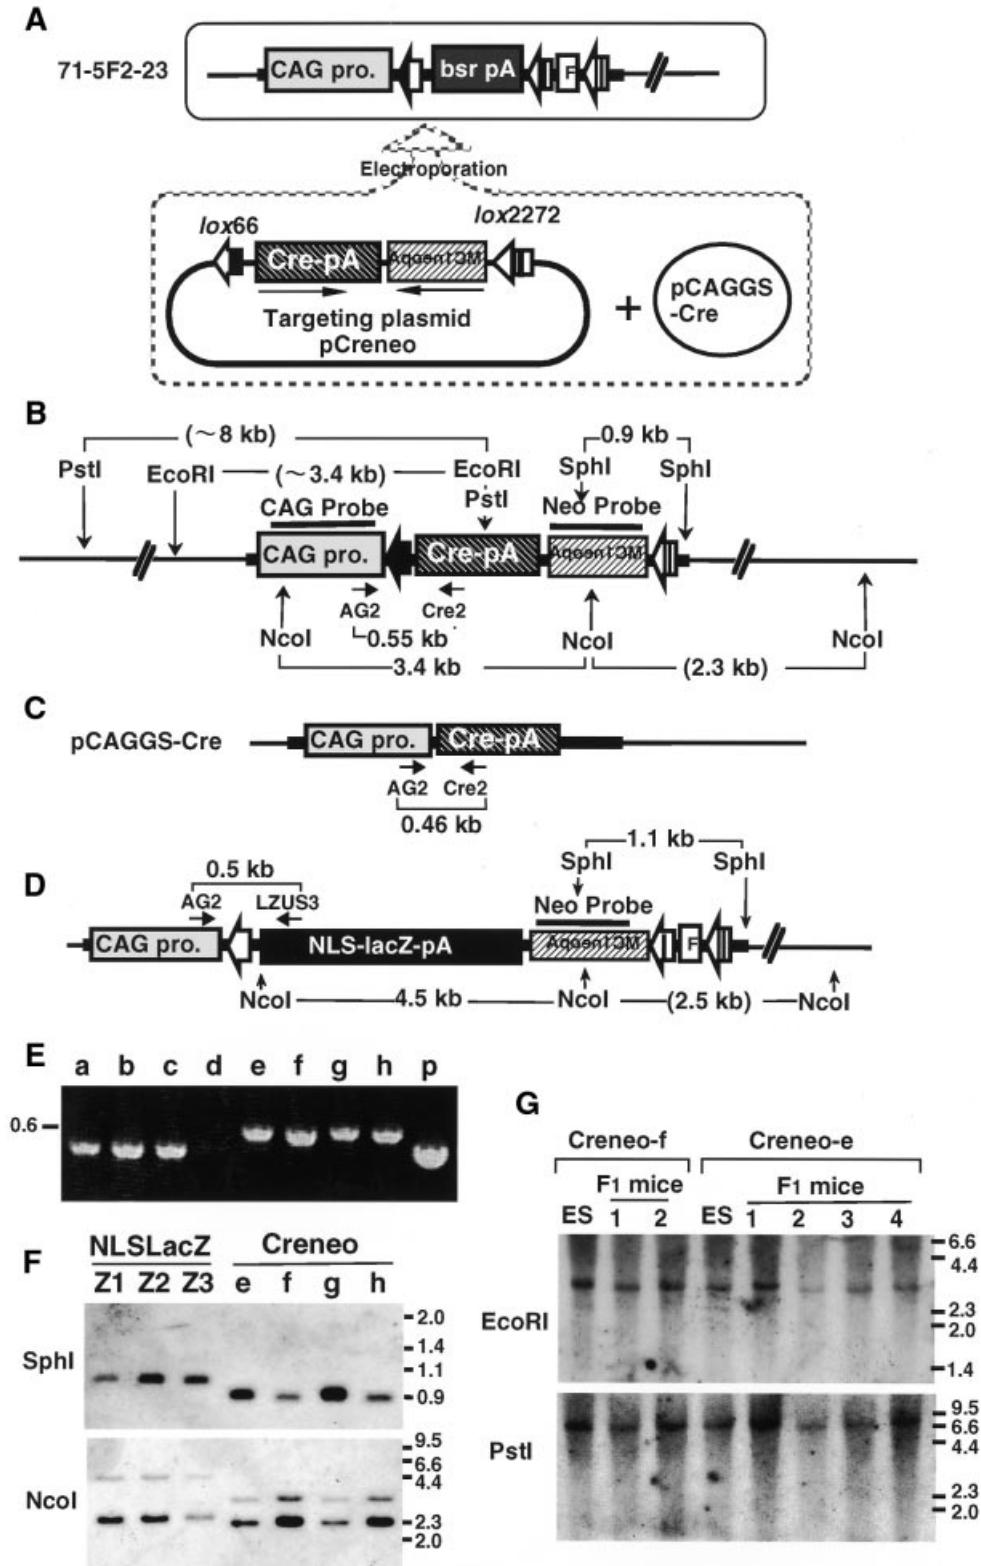 A
71-5F2-23
CAG pro.
bsr pA
F
Electroporation
lox66
lox2272
Cre-pA
MC1neopA
Targeting plasmid
pCreneo
+
pCAGGS
-Cre
B
(~8 kb)
0.9 kb
PstI
EcoRI
(~3.4 kb)
EcoRI
PstI
SphI
SphI
CAG Probe
Neo Probe
CAG pro.
Cre-pA
MC1neopA
AG2
Cre2
0.55 kb
NcoI
NcoI
NcoI
3.4 kb
(2.3 kb)
C
pCAGGS-Cre
CAG pro.
Cre-pA
AG2
Cre2
0.46 kb
1.1 kb
SphI
SphI
D
0.5 kb
AG2
LZUS3
Neo Probe
CAG pro.
NLS-lacZ-pA
MC1neopA
F
NcoI
4.5 kb
NcoI
(2.5 kb)
NcoI
E
a b c d e f g h p
0.6
F
NLSLacZ
Creneo
Z1 Z2 Z3 e f g h
SphI
2.0
1.4
1.1
0.9
NcoI
9.5
6.6
4.4
2.3
2.0
G
Creneo-f
Creneo-e
F1 mice
F1 mice
ES 1 2 ES 1 2 3 4
EcoRI
6.6
4.4
2.3
2.0
1.4
PstI
9.5
6.6
4.4
2.3
2.0